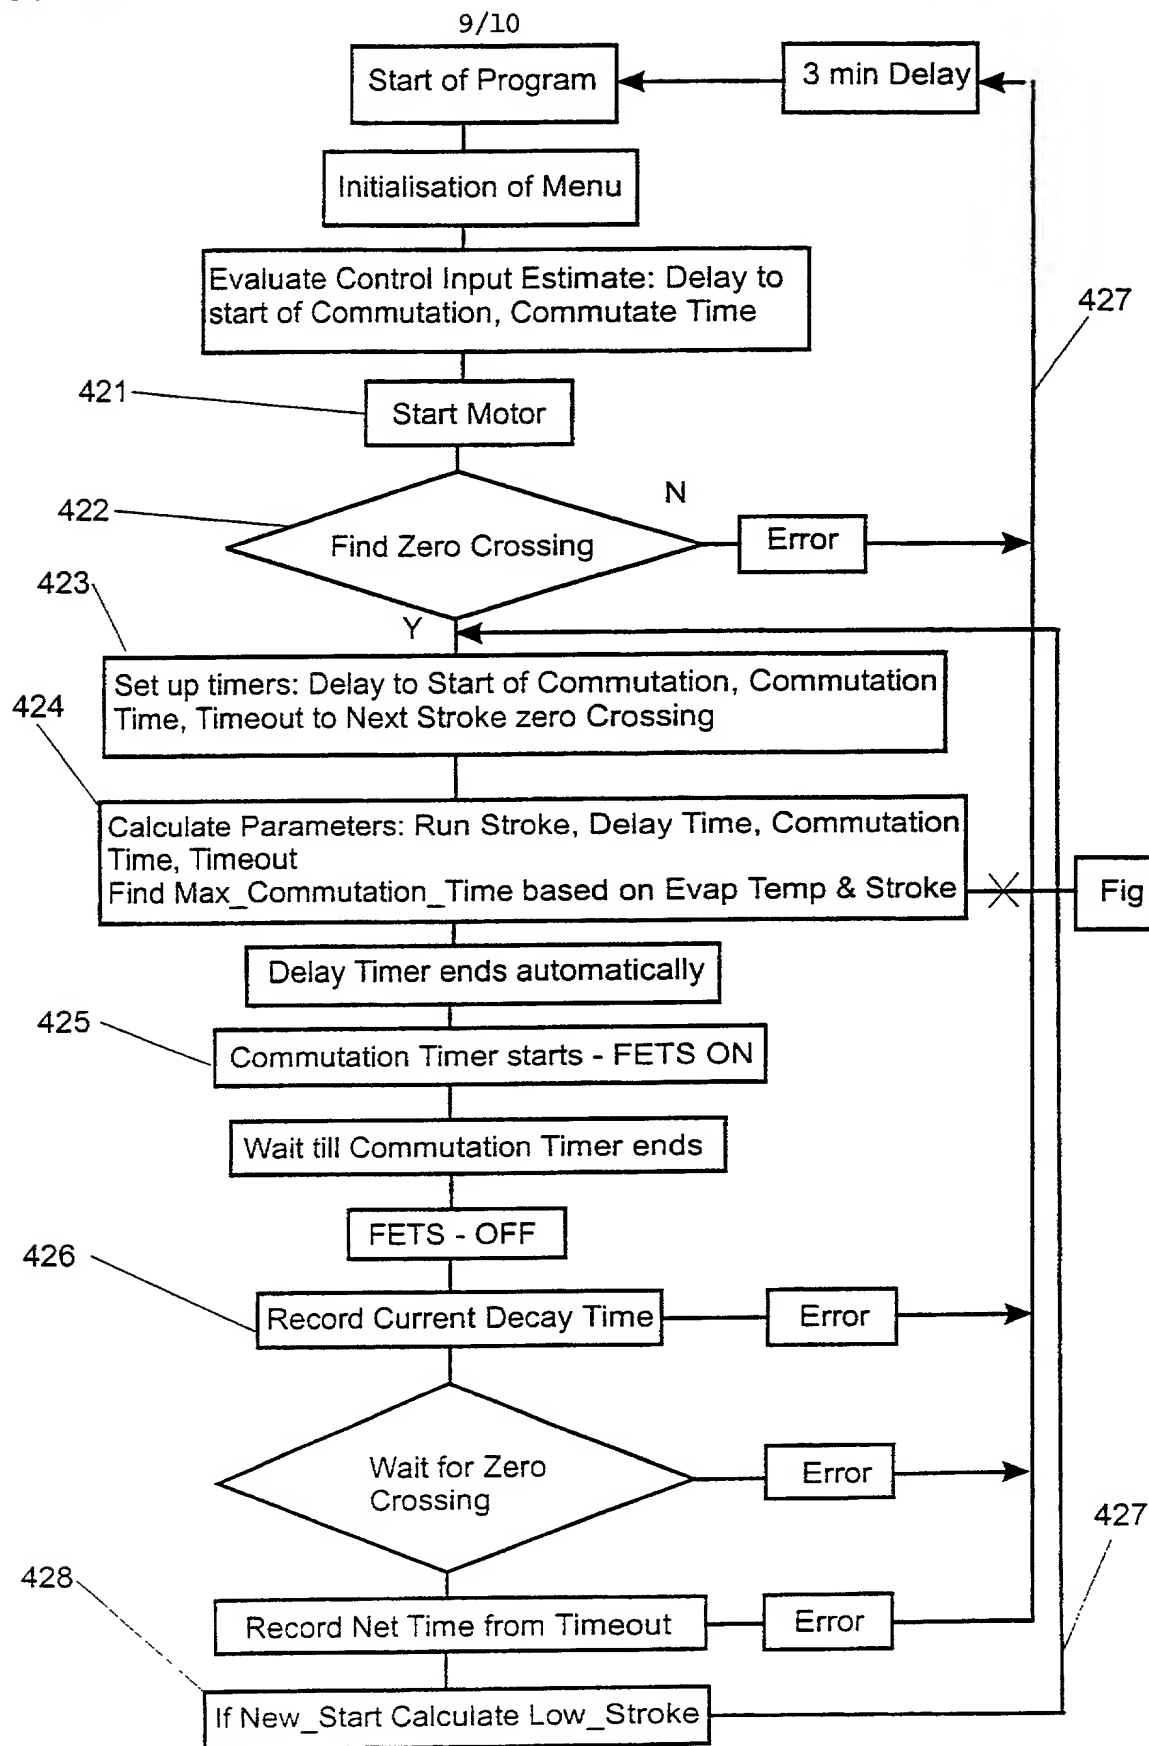 9/10
Start of Program
3 min Delay
Initialisation of Menu
Evaluate Control Input Estimate: Delay to
start of Commutation, Commutate Time
427
421
Start Motor
N
422
Find Zero Crossing
Error
423
Y
Set up timers: Delay to Start of Commutation, Commutation
Time, Timeout to Next Stroke zero Crossing
424
Calculate Parameters: Run Stroke, Delay Time, Commutation
Time, Timeout
Find Max_Commutation_Time based on Evap Temp & Stroke
Fig
Delay Timer ends automatically
425
Commutation Timer starts - FETS ON
Wait till Commutation Timer ends
FETS - OFF
426
Record Current Decay Time
Error
Wait for Zero
Crossing
Error
427
428
Record Net Time from Timeout
Error
If New_Start Calculate Low_Stroke